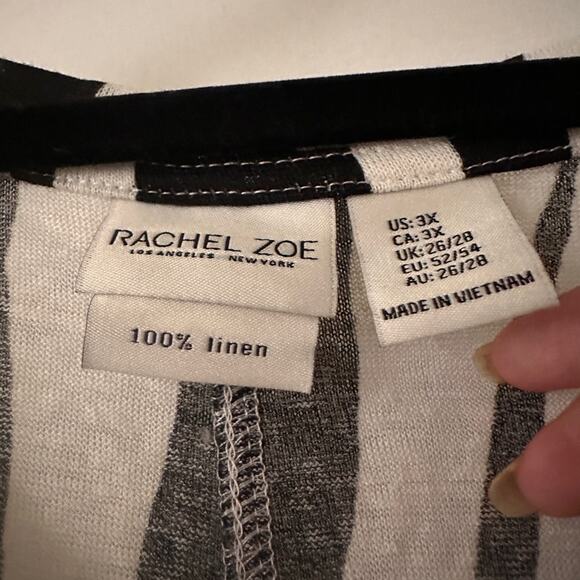 RACHEL ZOE
LOS ANGELES NEW YORK
100% linen
US: 3X
CA: 3X
UK: 26/28
EU: 52/54
AU: 26/28
MADE IN VIETNAM